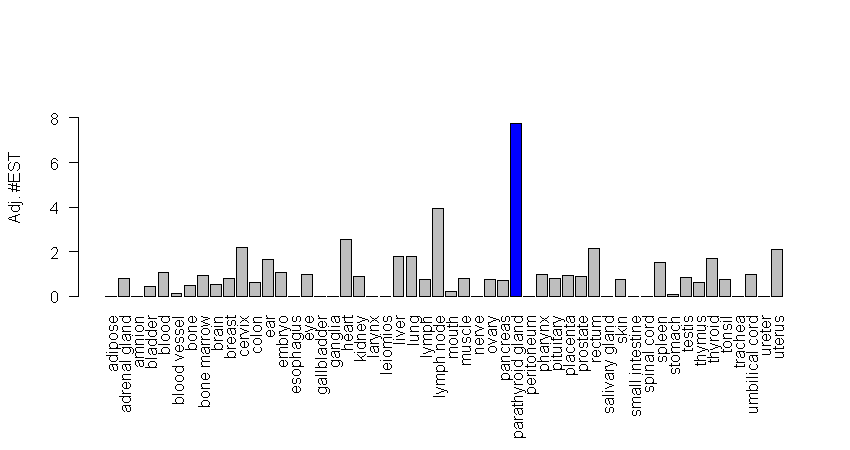 Adj. #EST
8
6
4
2
0
adipose
adrenal gland
amnion
bladder
blood
blood vessel
bone
bone marrow
brain
breast
cervix
colon
ear
embryo
esophagus
eye
gallbladder
ganglia
heart
kidney
larynx
leiomios
liver
lung
lymph
lymph node
mouth
muscle
nerve
ovary
pancreas
parathyroid gland
peritoneum
pharynx
pituitary
placenta
prostate
rectum
salivary gland
skin
small intestine
spinal cord
spleen
stomach
testis
thymus
thyroid
tonsil
trachea
umbilical cord
ureter
uterus